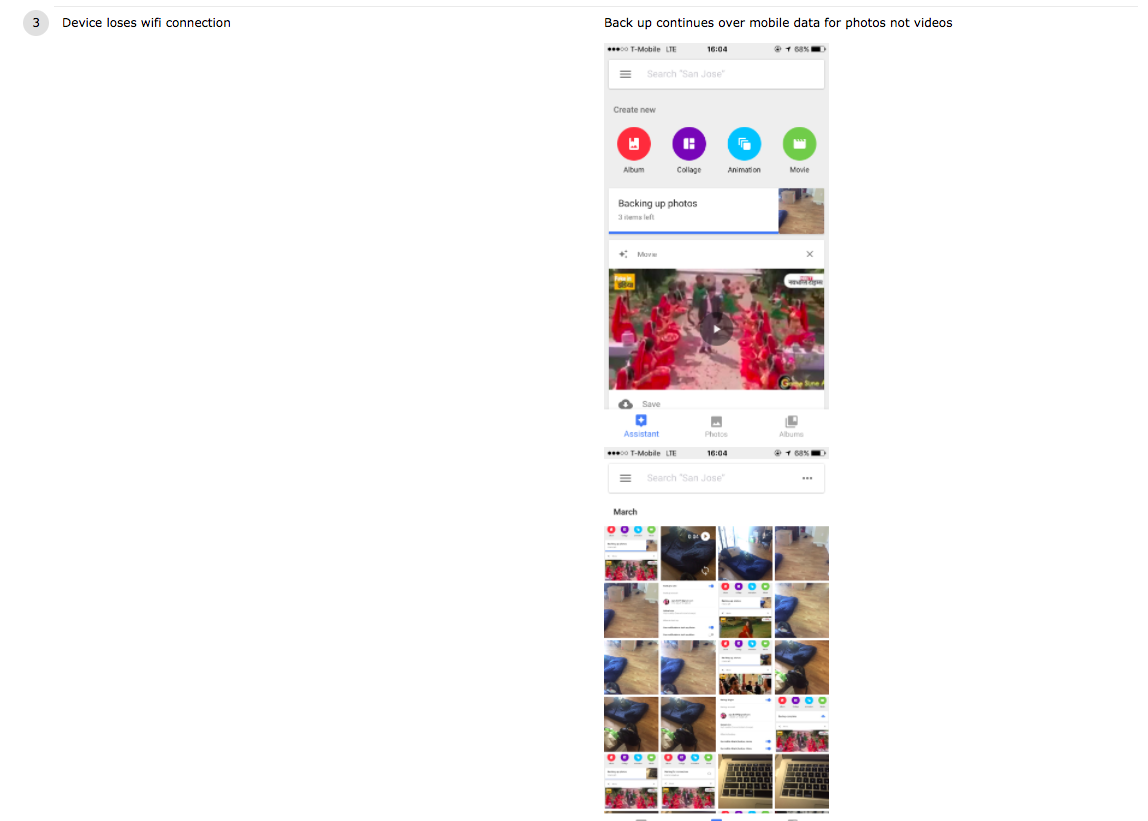 3 Device loses wifi connection
Back up continues over mobile data for photos not videos
T-Mobile LTE 16:04 68%
Search "San Jose"
Create new
Album Collage Animation Movie
Backing up photos
3 items left
Movie
Save
Assistant Photos Albums
T-Mobile LTE 16:04 68%
Search "San Jose"
March
0:04